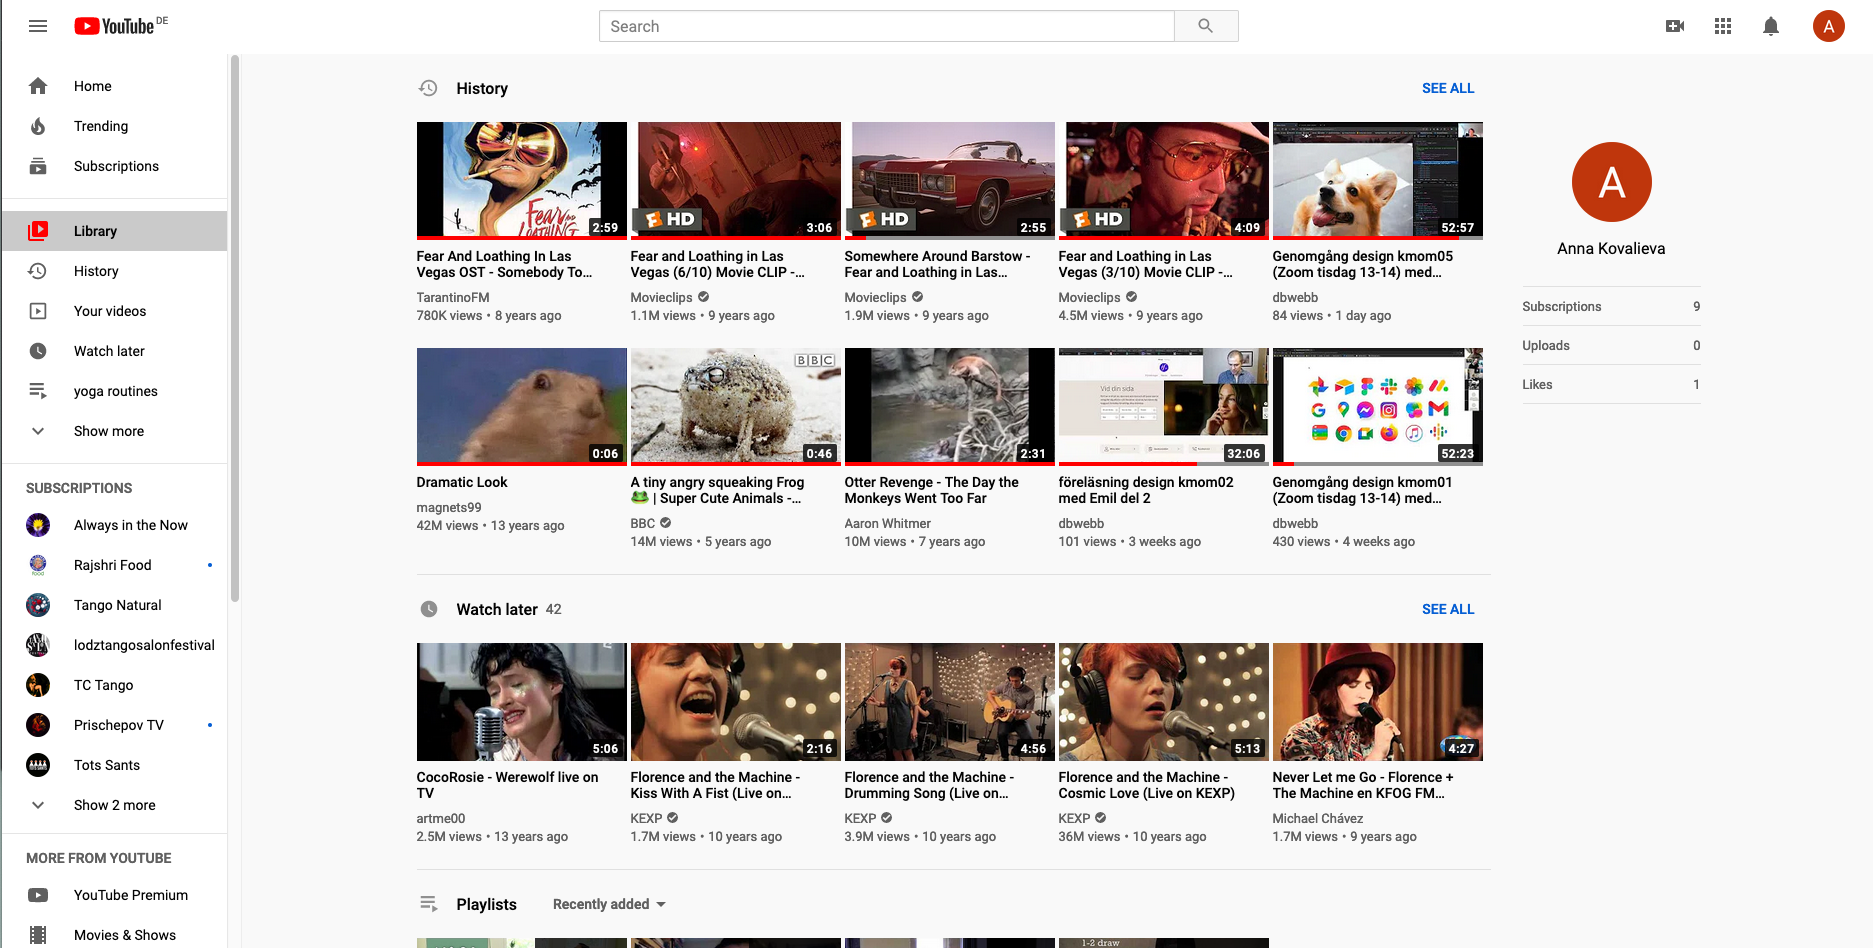 YouTube DE
Search
A
Home
Trending
Subscriptions
Library
History
Your videos
Watch later
yoga routines
Show more
SUBSCRIPTIONS
Always in the Now
Rajshri Food
Tango Natural
lodztangosalonfestival
TC Tango
Prischepov TV
Tots Sants
Show 2 more
MORE FROM YOUTUBE
YouTube Premium
Movies & Shows
History
SEE ALL
Fear AND
LOATHING
2:59
HD
3:06
HD
2:55
HD
4:09
52:57
Fear And Loathing In Las
Vegas OST - Somebody To...
TarantinoFM
780K views • 8 years ago
Fear and Loathing in Las
Vegas (6/10) Movie CLIP -...
Movieclips
1.1M views • 9 years ago
Somewhere Around Barstow -
Fear and Loathing in Las...
Movieclips
1.9M views • 9 years ago
Fear and Loathing in Las
Vegas (3/10) Movie CLIP -...
Movieclips
4.5M views • 9 years ago
Genomgång design kmom05
(Zoom tisdag 13-14) med...
dbwebb
84 views • 1 day ago
0:06
BBC
0:46
2:31
Vid din sida
32:06
52:23
Dramatic Look
magnets99
42M views • 13 years ago
A tiny angry squeaking Frog
🐸 | Super Cute Animals -...
BBC
14M views • 5 years ago
Otter Revenge - The Day the
Monkeys Went Too Far
Aaron Whitmer
10M views • 7 years ago
föreläsning design kmom02
med Emil del 2
dbwebb
101 views • 3 weeks ago
Genomgång design kmom01
(Zoom tisdag 13-14) med...
dbwebb
430 views • 4 weeks ago
Watch later 42
SEE ALL
5:06
2:16
4:56
5:13
4:27
CocoRosie - Werewolf live on
TV
artme00
2.5M views • 13 years ago
Florence and the Machine -
Kiss With A Fist (Live on...
KEXP
1.7M views • 10 years ago
Florence and the Machine -
Drumming Song (Live on...
KEXP
3.9M views • 10 years ago
Florence and the Machine -
Cosmic Love (Live on KEXP)
KEXP
36M views • 10 years ago
Never Let me Go - Florence +
The Machine en KFOG FM...
Michael Chávez
1.7M views • 9 years ago
Playlists
Recently added
1-2 draw
A
Anna Kovalieva
Subscriptions 9
Uploads 0
Likes 1